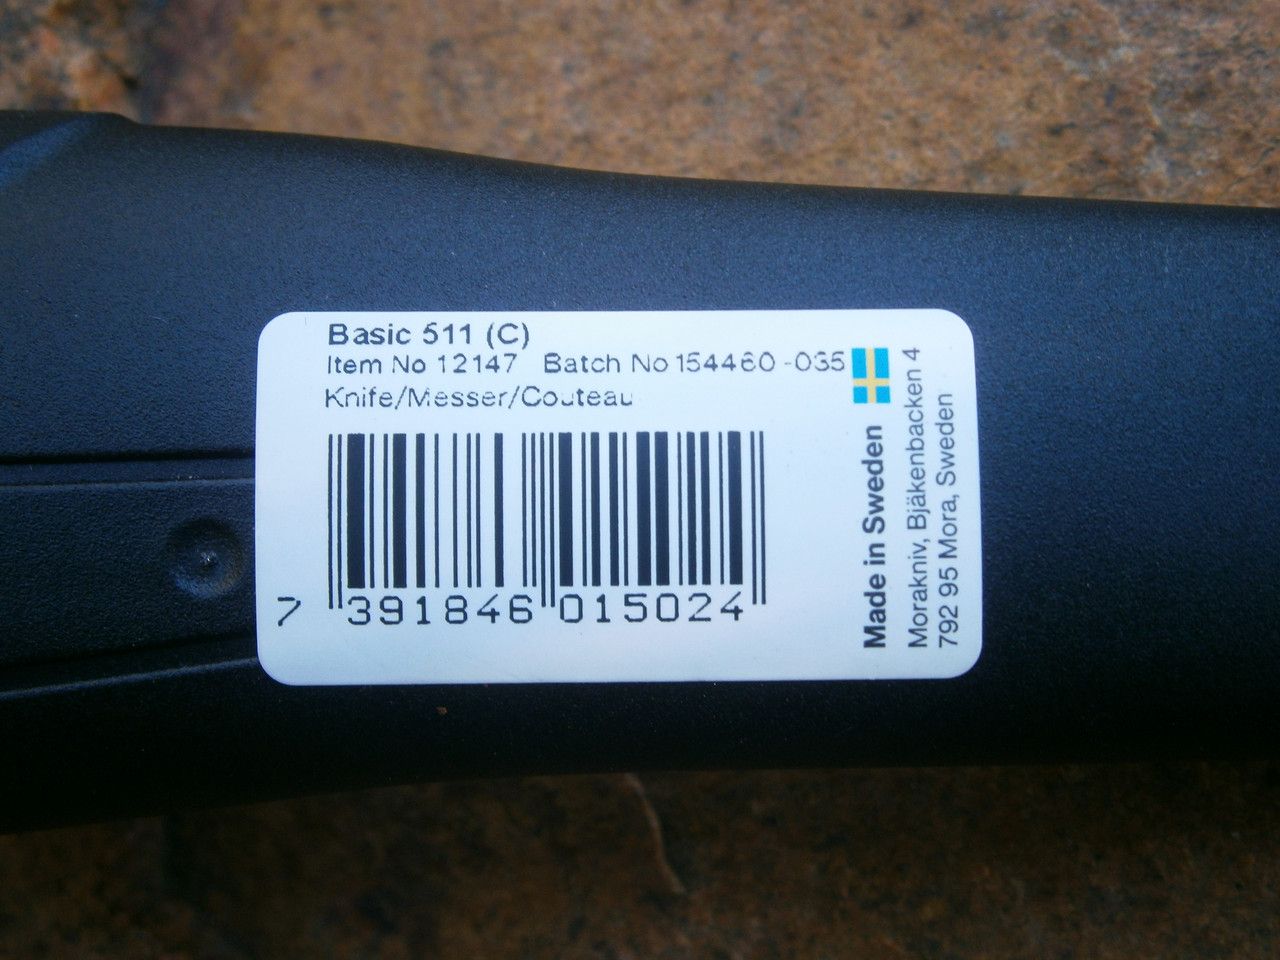 Basic 511 (C)
Item No 12147 Batch No 154460 -035
Knife/Messer/Couteau
7 391846 015024
Made in Sweden
Morakniv, Bjäkenbacken 4
792 95 Mora, Sweden